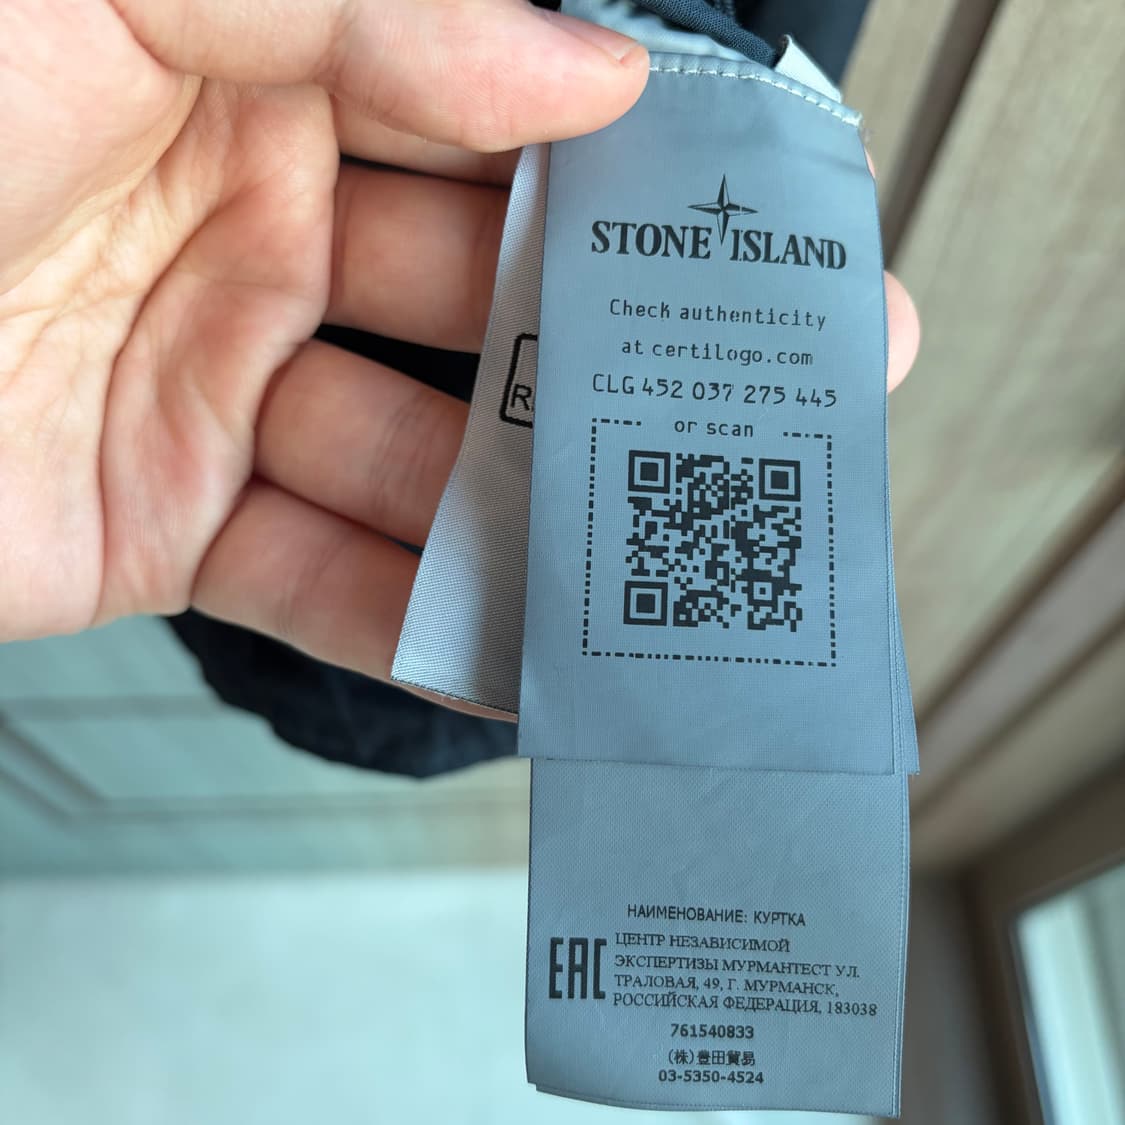 STONE ISLAND
Check authenticity
at certilogo.com
CLG 452 037 275 445
or scan
R
НАИМЕНОВАНИЕ: КУРТКА
EAC
ЦЕНТР НЕЗАВИСИМОЙ
ЭКСПЕРТИЗЫ МУРМАНТЕСТ УЛ.
ТРАЛОВАЯ, 49, Г. МУРМАНСК,
РОССИЙСКАЯ ФЕДЕРАЦИЯ, 183038
761540833
(株)豊田貿易
03-5350-4524